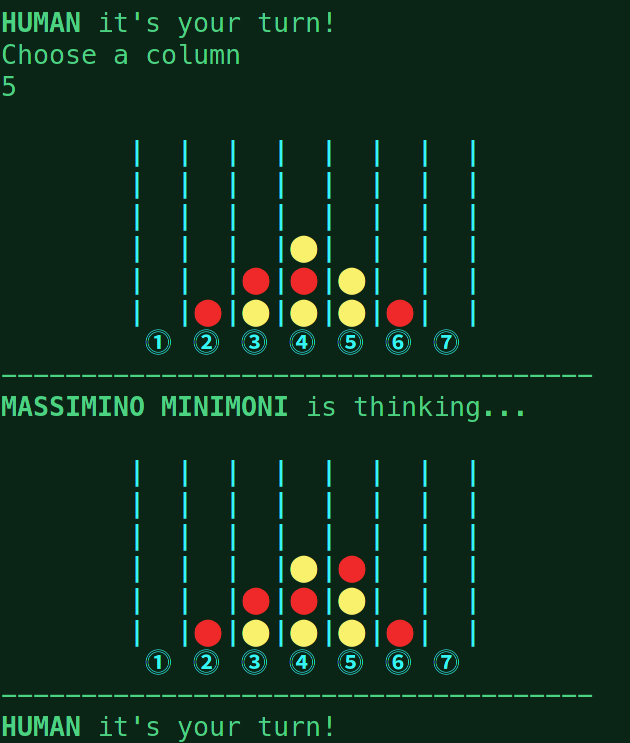 HUMAN it's your turn!
Choose a column
5
| | | | | | | |
| | | | | | | |
| | | | | | | |
| | | | | | | |
| | | | | | | |
| | | | | | | |
① ② ③ ④ ⑤ ⑥ ⑦
-------------------------------------
MASSIMINO MINIMONI is thinking...
| | | | | | | |
| | | | | | | |
| | | | | | | |
| | | | | | | |
| | | | | | | |
| | | | | | | |
① ② ③ ④ ⑤ ⑥ ⑦
-------------------------------------
HUMAN it's your turn!